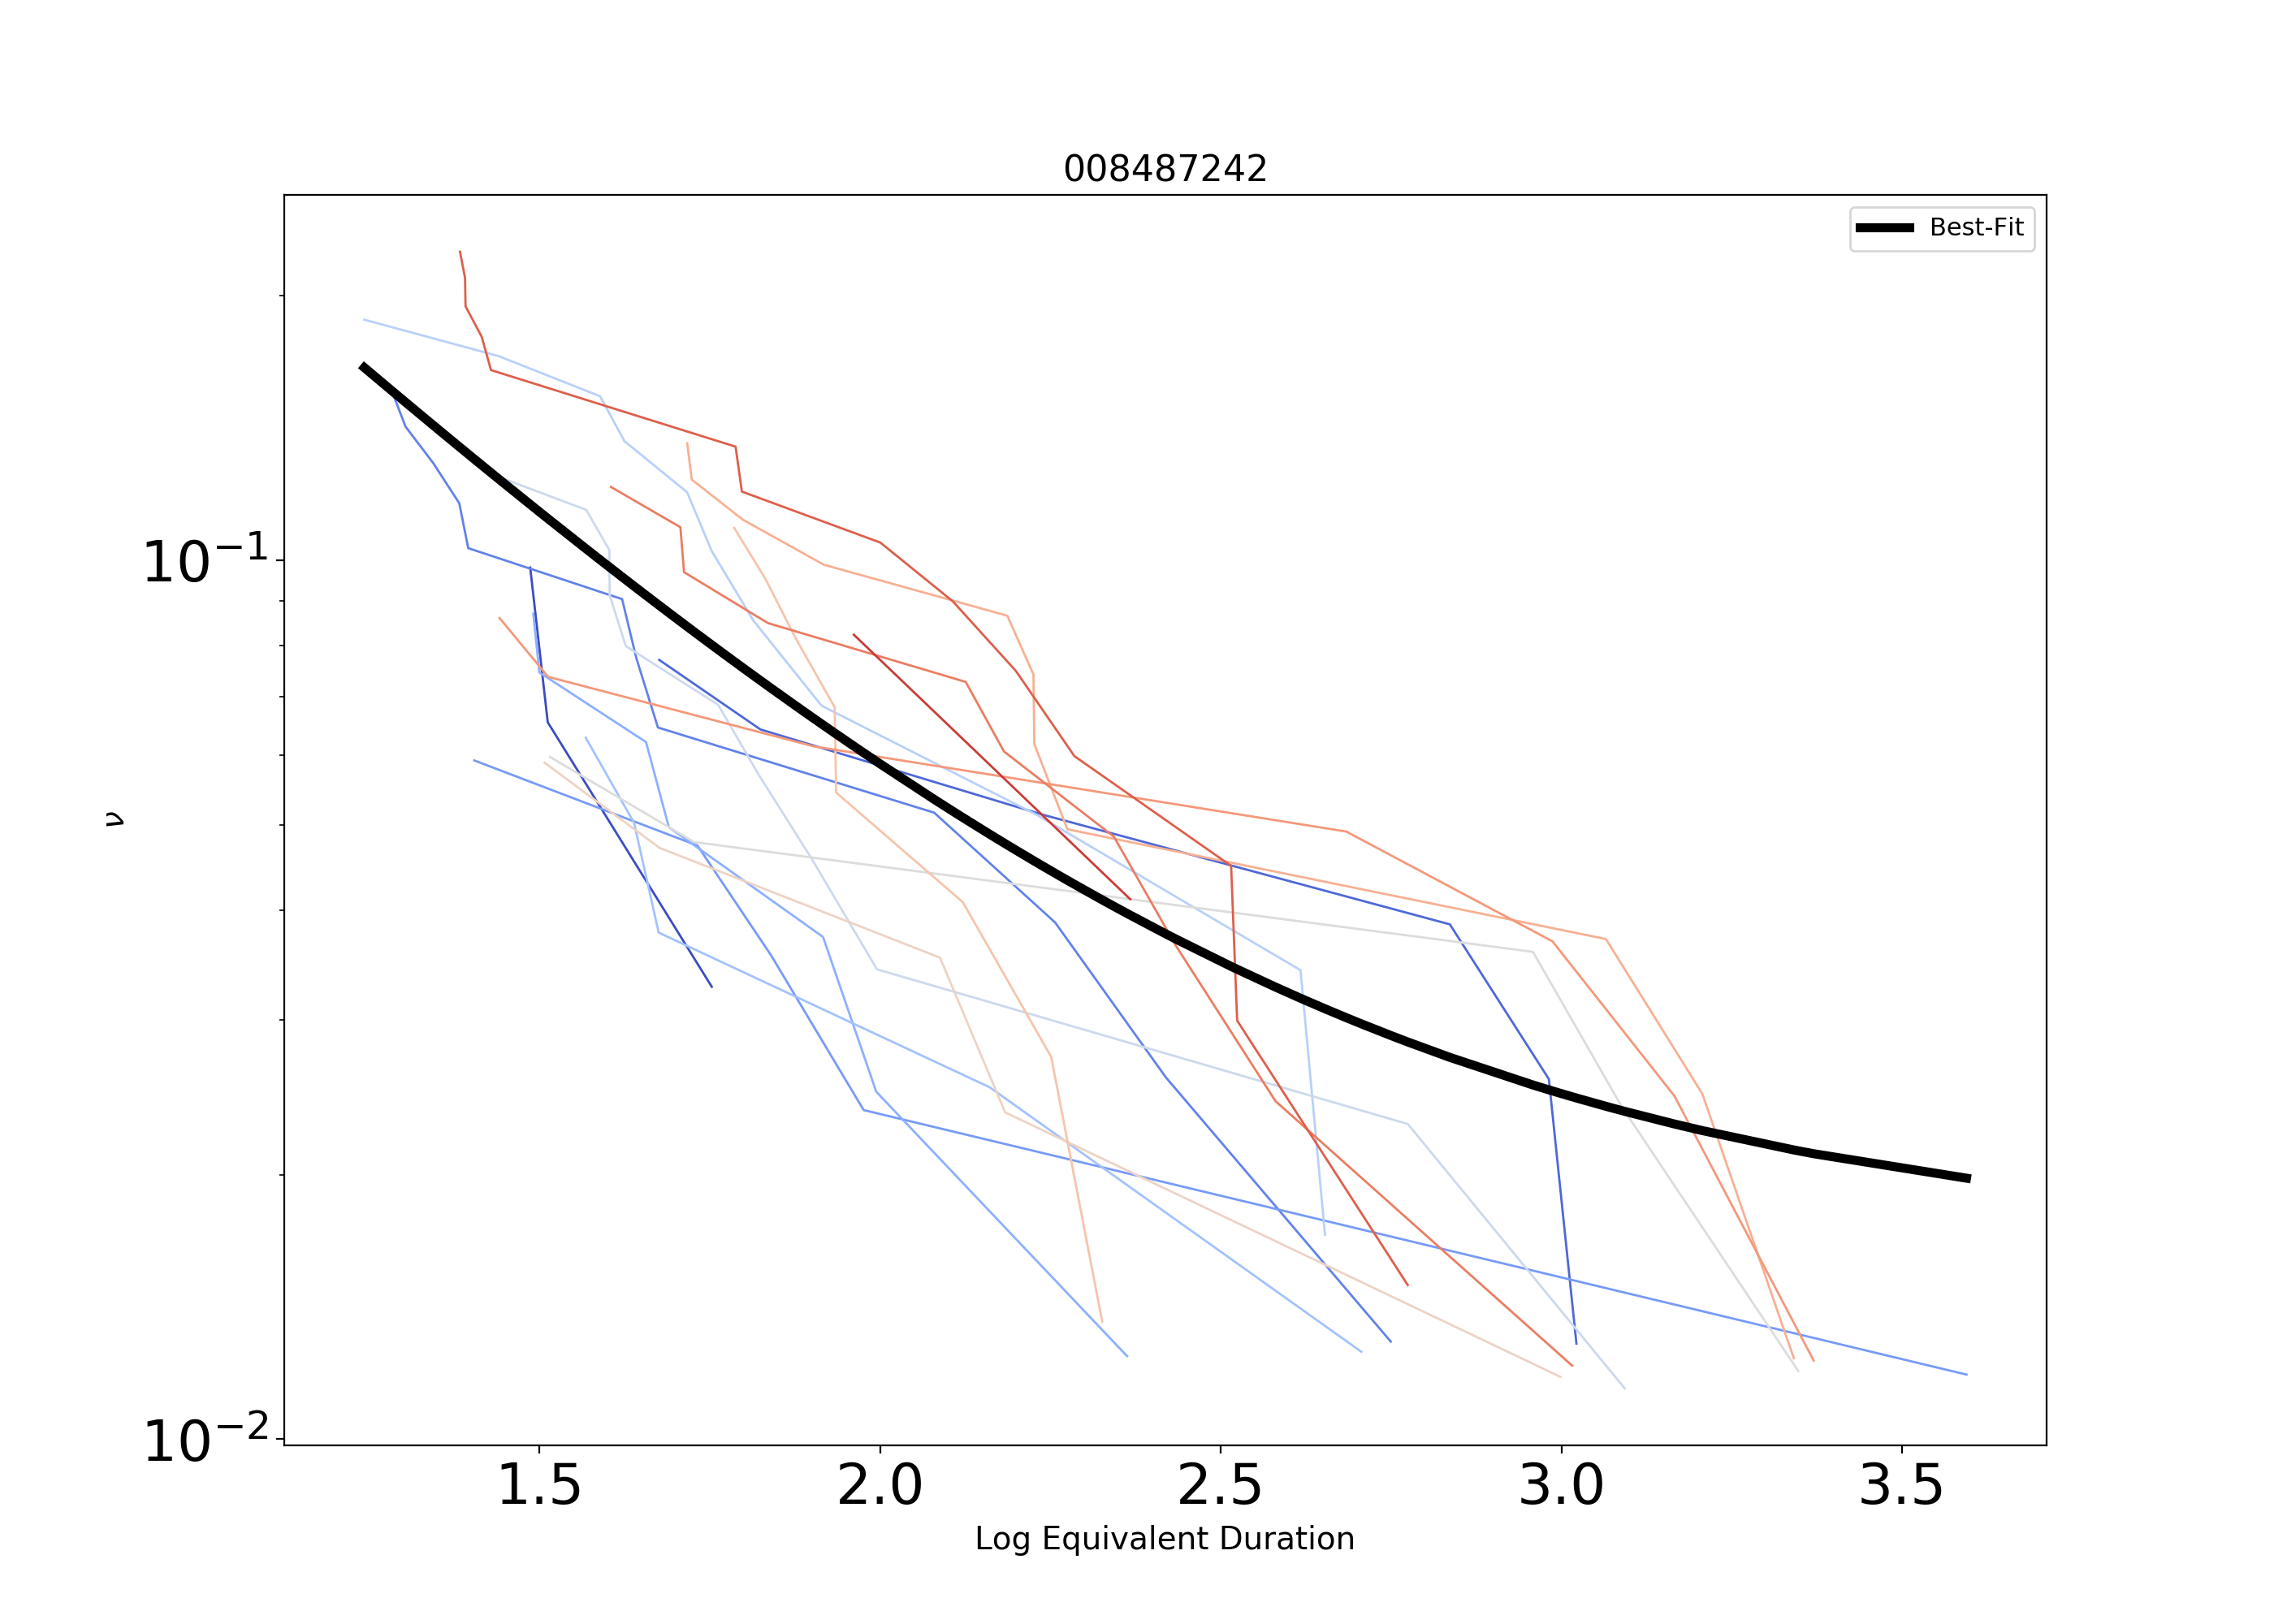 008487242
Best-Fit
10⁻¹
ν
10⁻²
1.5 2.0 2.5 3.0 3.5
Log Equivalent Duration